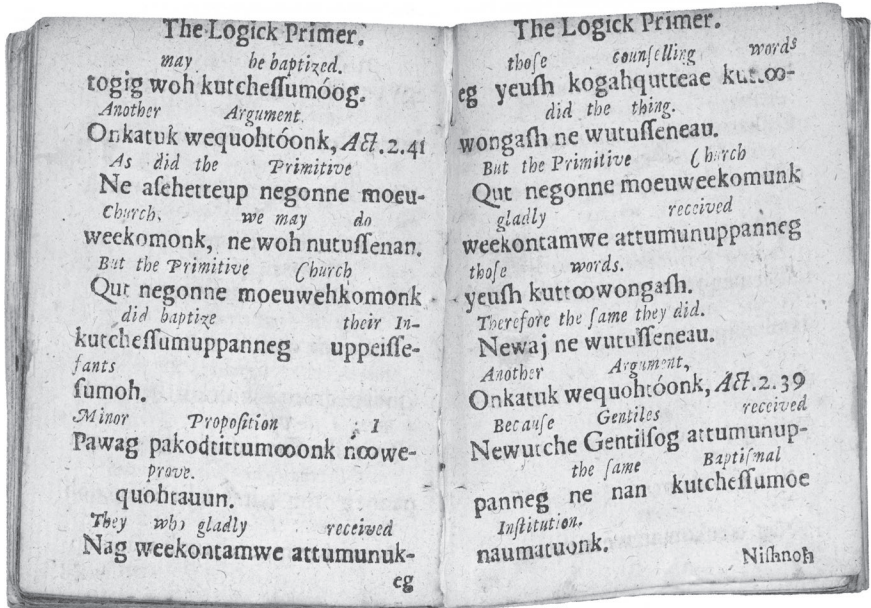 The Logick Primer.
may be baptized.
togig woh kutcheſſumóog.
Another Argument.
Onkatuk wequohtóonk, Act.2.41
As did the Primitive
Ne aſehetteup negonne moeu-
Church, we may do
weekomonk, ne woh nutuſſenan.
But the Primitive Church
Qut negonne moeuwehkomonk
did baptize their In-
kutcheſſumuppanneg uppeiſſe-
fants
ſumoh.
Minor Propoſition I
Pawag pakodtittumꝏonk nꝏwe-
prove.
quohtauun.
They who gladly received
Nag weekontamwe attumunuk-
eg
The Logick Primer.
thoſe counſelling words
eg yeuſh kogahqutteae kutꝏ-
did the thing.
wongaſh ne wutuſſeneau.
But the Primitive Church
Qut negonne moeuweekomunk
gladly received
weekontamwe attumunuppanneg
thoſe words.
yeuſh kuttꝏwongaſh.
Therefore the ſame they did.
Newaj ne wutuſſeneau.
Another Argument,
Onkatuk wequohtóonk, Act.2.39
Becauſe Gentiles received
Newutche Gentilſog attumunup-
the ſame Baptiſmal
panneg ne nan kutcheſſumoe
Inſtitution.
naumatuonk.
Niſhnoh